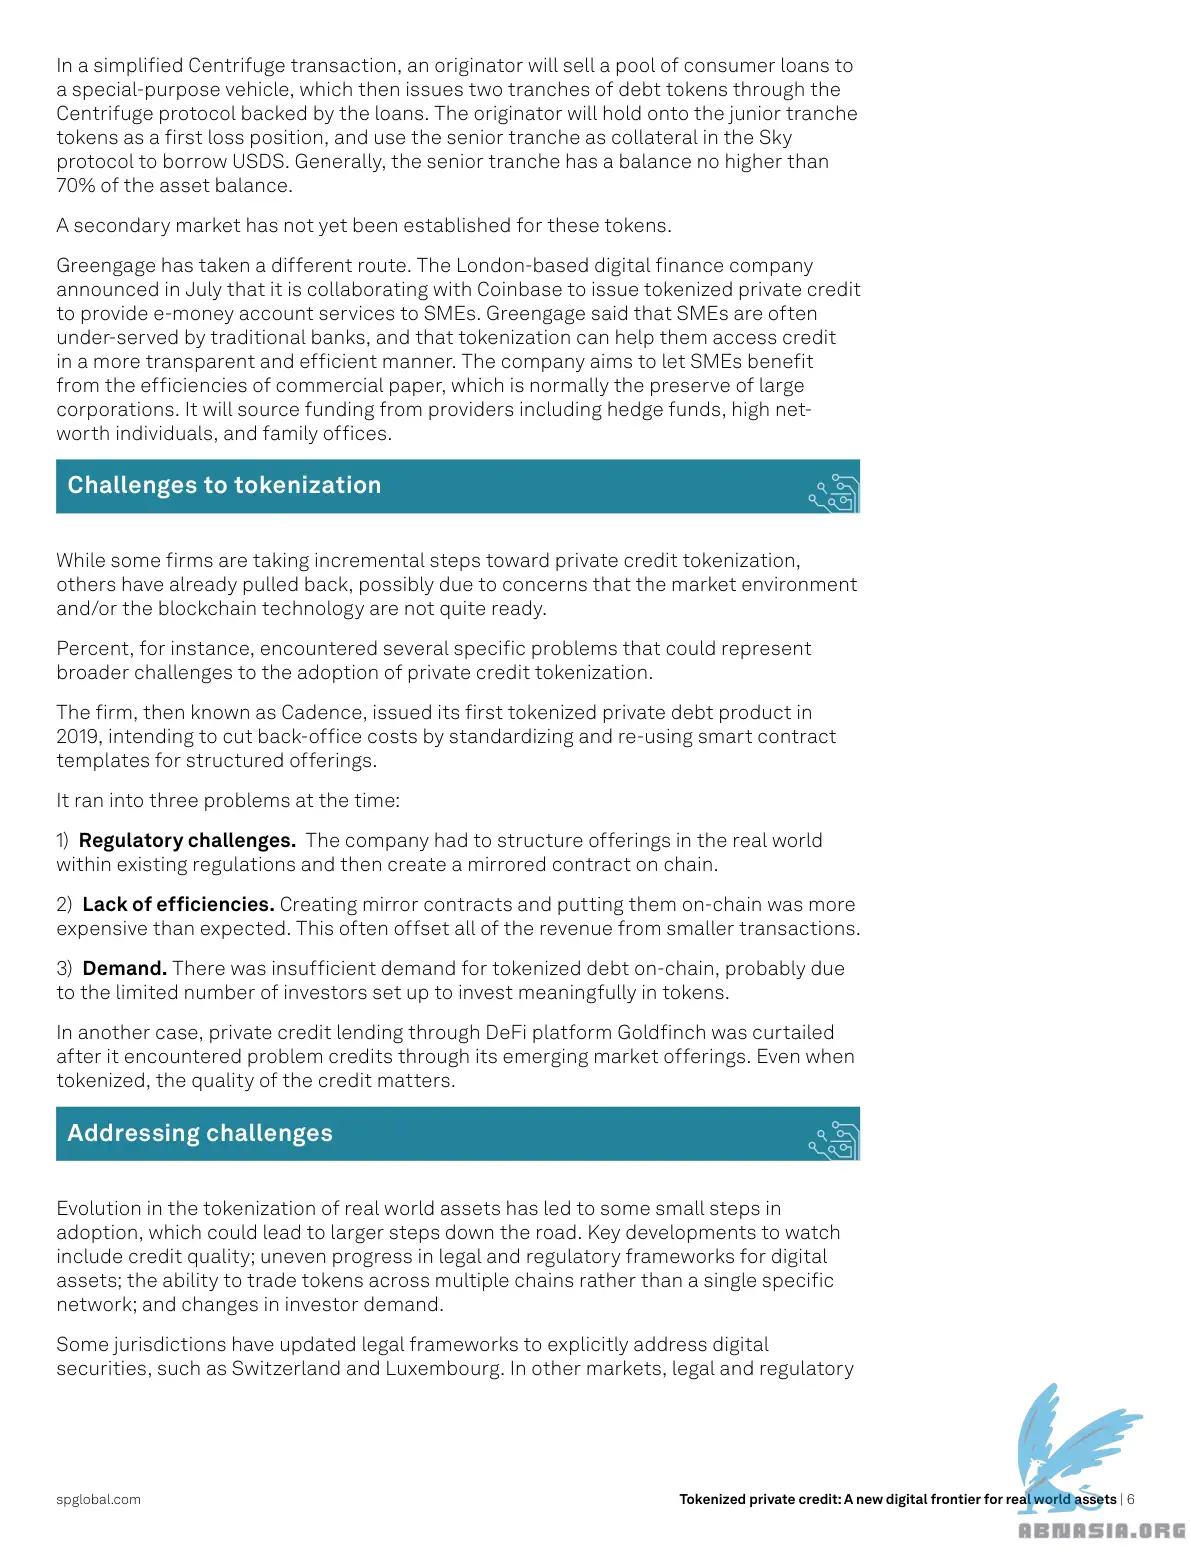 In a simplified Centrifuge transaction, an originator will sell a pool of consumer loans to
a special-purpose vehicle, which then issues two tranches of debt tokens through the
Centrifuge protocol backed by the loans. The originator will hold onto the junior tranche
tokens as a first loss position, and use the senior tranche as collateral in the Sky
protocol to borrow USDS. Generally, the senior tranche has a balance no higher than
70% of the asset balance.
A secondary market has not yet been established for these tokens.
Greengage has taken a different route. The London-based digital finance company
announced in July that it is collaborating with Coinbase to issue tokenized private credit
to provide e-money account services to SMEs. Greengage said that SMEs are often
under-served by traditional banks, and that tokenization can help them access credit
in a more transparent and efficient manner. The company aims to let SMEs benefit
from the efficiencies of commercial paper, which is normally the preserve of large
corporations. It will source funding from providers including hedge funds, high net-
worth individuals, and family offices.
Challenges to tokenization
While some firms are taking incremental steps toward private credit tokenization,
others have already pulled back, possibly due to concerns that the market environment
and/or the blockchain technology are not quite ready.
Percent, for instance, encountered several specific problems that could represent
broader challenges to the adoption of private credit tokenization.
The firm, then known as Cadence, issued its first tokenized private debt product in
2019, intending to cut back-office costs by standardizing and re-using smart contract
templates for structured offerings.
It ran into three problems at the time:
1) Regulatory challenges. The company had to structure offerings in the real world
within existing regulations and then create a mirrored contract on chain.
2) Lack of efficiencies. Creating mirror contracts and putting them on-chain was more
expensive than expected. This often offset all of the revenue from smaller transactions.
3) Demand. There was insufficient demand for tokenized debt on-chain, probably due
to the limited number of investors set up to invest meaningfully in tokens.
In another case, private credit lending through DeFi platform Goldfinch was curtailed
after it encountered problem credits through its emerging market offerings. Even when
tokenized, the quality of the credit matters.
Addressing challenges
Evolution in the tokenization of real world assets has led to some small steps in
adoption, which could lead to larger steps down the road. Key developments to watch
include credit quality; uneven progress in legal and regulatory frameworks for digital
assets; the ability to trade tokens across multiple chains rather than a single specific
network; and changes in investor demand.
Some jurisdictions have updated legal frameworks to explicitly address digital
securities, such as Switzerland and Luxembourg. In other markets, legal and regulatory
spglobal.com
Tokenized private credit: A new digital frontier for real world assets | 6
ABNASIA.ORG